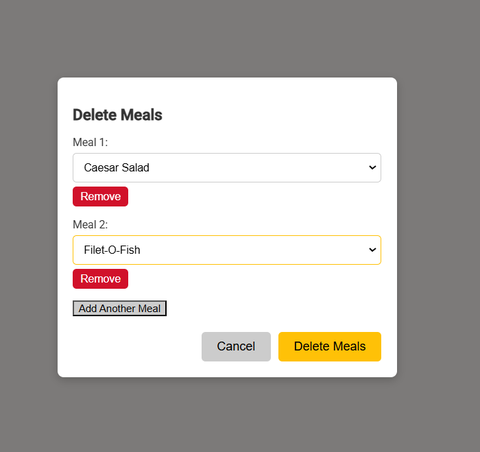 Delete Meals
Meal 1:
Caesar Salad
Remove
Meal 2:
Filet-O-Fish
Remove
Add Another Meal
Cancel Delete Meals